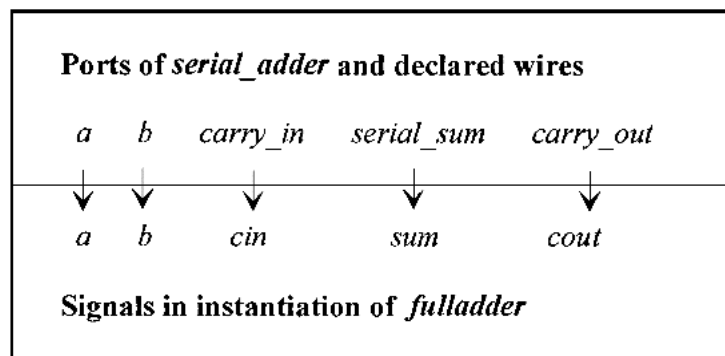 Ports of serial_adder and declared wires
a b carry_in serial_sum carry_out
a b cin sum cout
Signals in instantiation of fulladder